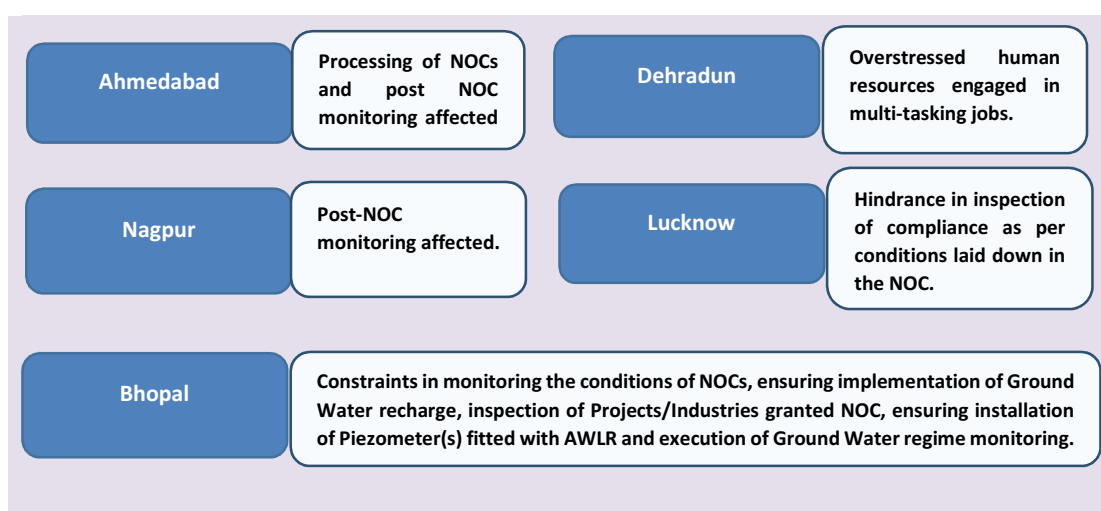 Ahmedabad
Processing of NOCs
and post NOC
monitoring affected
Dehradun
Overstressed human
resources engaged in
multi-tasking jobs.
Nagpur
Post-NOC
monitoring affected.
Lucknow
Hindrance in inspection
of compliance as per
conditions laid down in
the NOC.
Bhopal
Constraints in monitoring the conditions of NOCs, ensuring implementation of Ground
Water recharge, inspection of Projects/Industries granted NOC, ensuring installation
of Piezometer(s) fitted with AWLR and execution of Ground Water regime monitoring.